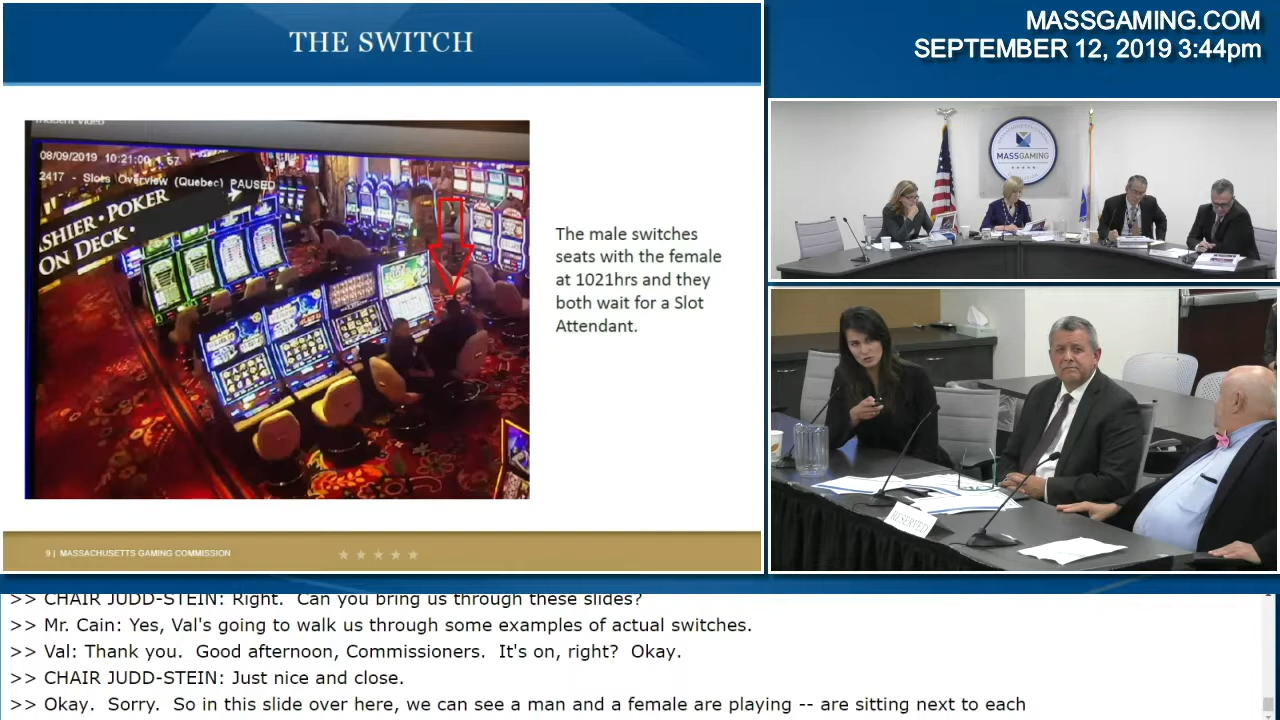 THE SWITCH
Incident Video
08/09/2019 10:21:00
2417 - Slots Overview (Quebec) PAUSED
SHIER • POKER
ON DECK •
The male switches
seats with the female
at 1021hrs and they
both wait for a Slot
Attendant.
9 | MASSACHUSETTS GAMING COMMISSION
MASSGAMING.COM
SEPTEMBER 12, 2019 3:44pm
MASSGAMING
RESERVED
>> CHAIR JUDD-STEIN: Right.  Can you bring us through these slides?
>> Mr. Cain: Yes, Val's going to walk us through some examples of actual switches.
>> Val: Thank you.  Good afternoon, Commissioners.  It's on, right?  Okay.
>> CHAIR JUDD-STEIN: Just nice and close.
>> Okay.  Sorry.  So in this slide over here, we can see a man and a female are playing -- are sitting next to each